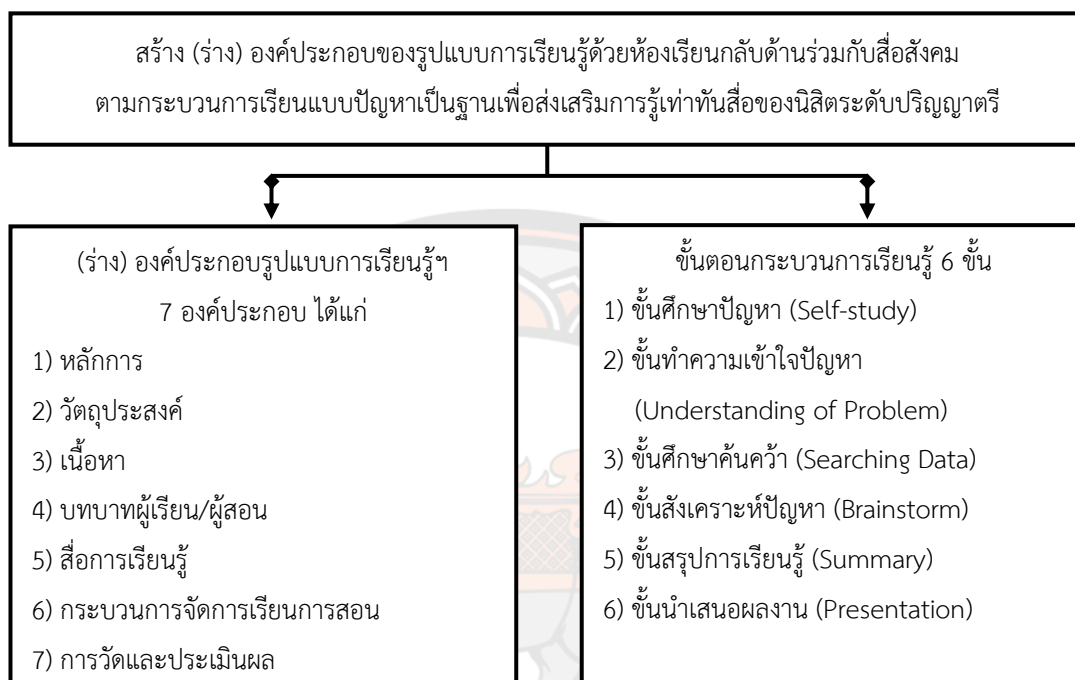 สร้าง (ร่าง) องค์ประกอบของรูปแบบการเรียนรู้ด้วยห้องเรียนกลับด้านร่วมกับสื่อสังคม
ตามกระบวนการเรียนแบบปัญหาเป็นฐานเพื่อส่งเสริมการรู้เท่าทันสื่อของนิสิตระดับปริญญาตรี
(ร่าง) องค์ประกอบรูปแบบการเรียนรู้ฯ
7 องค์ประกอบ ได้แก่
1) หลักการ
2) วัตถุประสงค์
3) เนื้อหา
4) บทบาทผู้เรียน/ผู้สอน
5) สื่อการเรียนรู้
6) กระบวนการจัดการเรียนการสอน
7) การวัดและประเมินผล
ขั้นตอนกระบวนการเรียนรู้ 6 ขั้น
1) ขั้นศึกษาปัญหา (Self-study)
2) ขั้นทำความเข้าใจปัญหา
(Understanding of Problem)
3) ขั้นศึกษาค้นคว้า (Searching Data)
4) ขั้นสังเคราะห์ปัญหา (Brainstorm)
5) ขั้นสรุปการเรียนรู้ (Summary)
6) ขั้นนำเสนอผลงาน (Presentation)